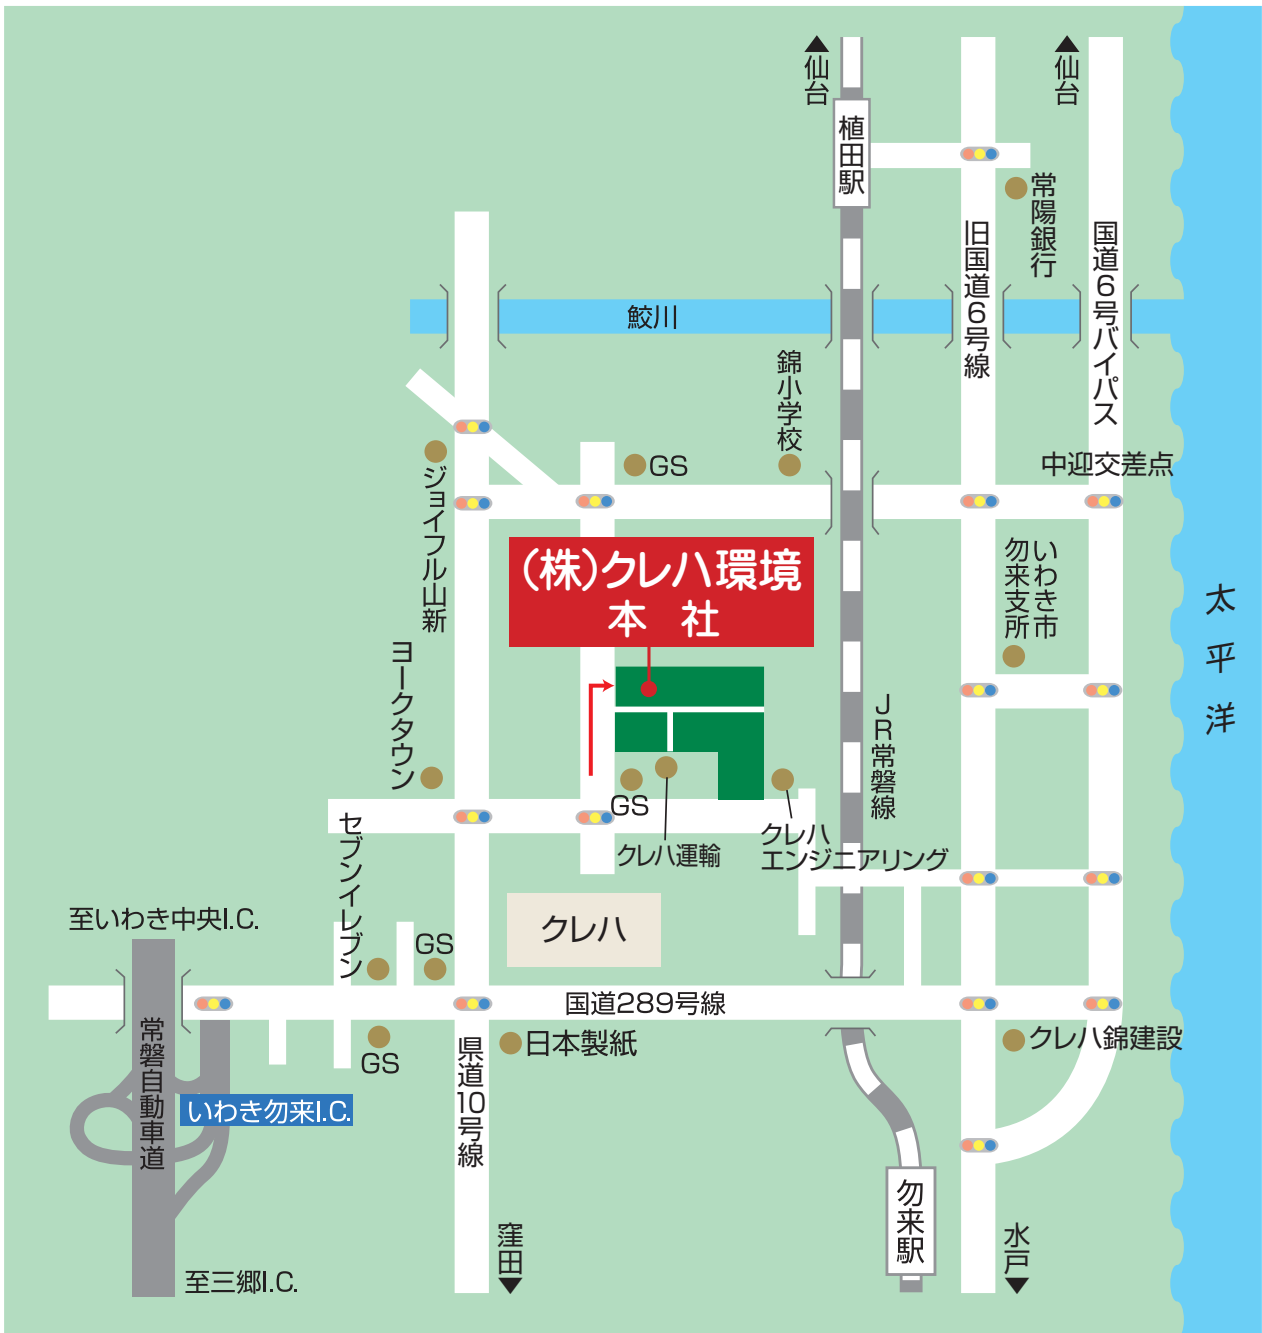 仙台
仙台
植田駅
常陽銀行
旧国道6号線
国道6号バイパス
鮫川
錦小学校
GS
中迎交差点
ジョイフル山新
(株)クレハ環境
本社
いわき市
勿来支所
太平洋
ヨークタウン
JR常磐線
GS
クレハ運輸
クレハ
エンジニアリング
セブンイレブン
クレハ
至いわき中央I.C.
GS
国道289号線
常磐自動車道
GS
県道10号線
日本製紙
クレハ錦建設
いわき勿来I.C.
勿来駅
窪田
水戸
至三郷I.C.